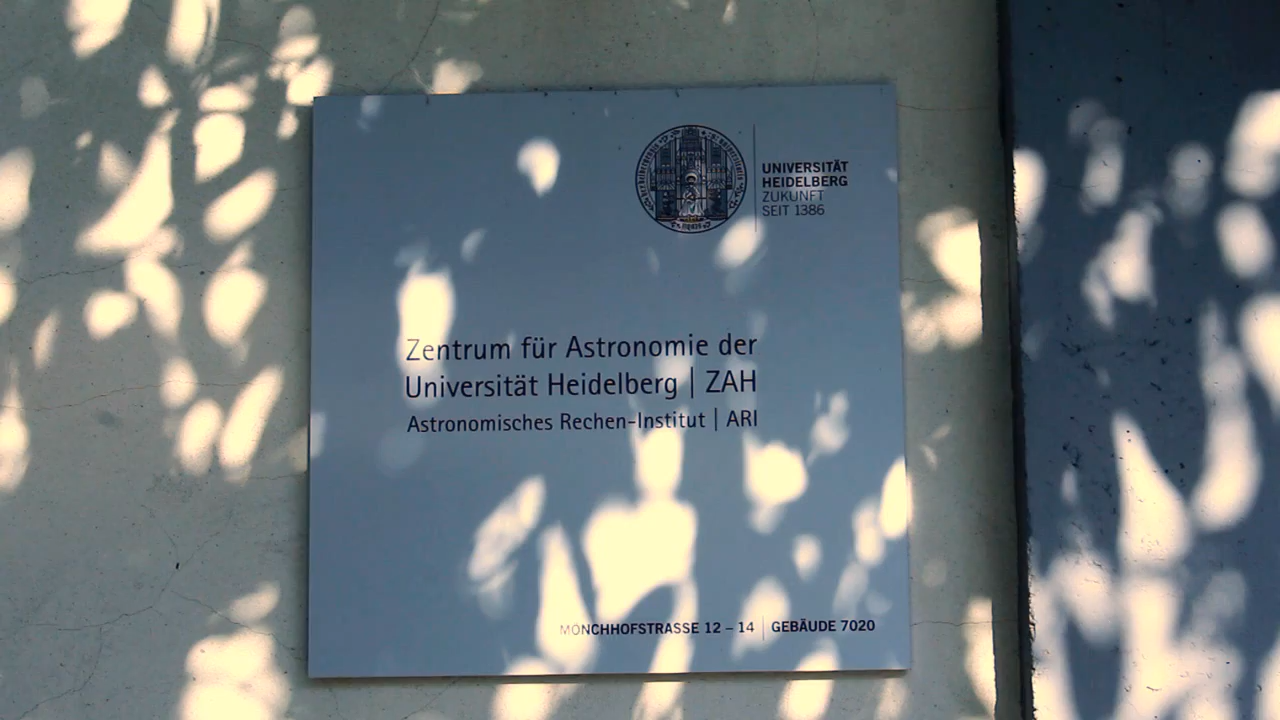 UNIVERSITÄT
HEIDELBERG
ZUKUNFT
SEIT 1386
Zentrum für Astronomie der
Universität Heidelberg | ZAH
Astronomisches Rechen-Institut | ARI
MÖNCHHOFSTRASSE 12 – 14 | GEBÄUDE 7020